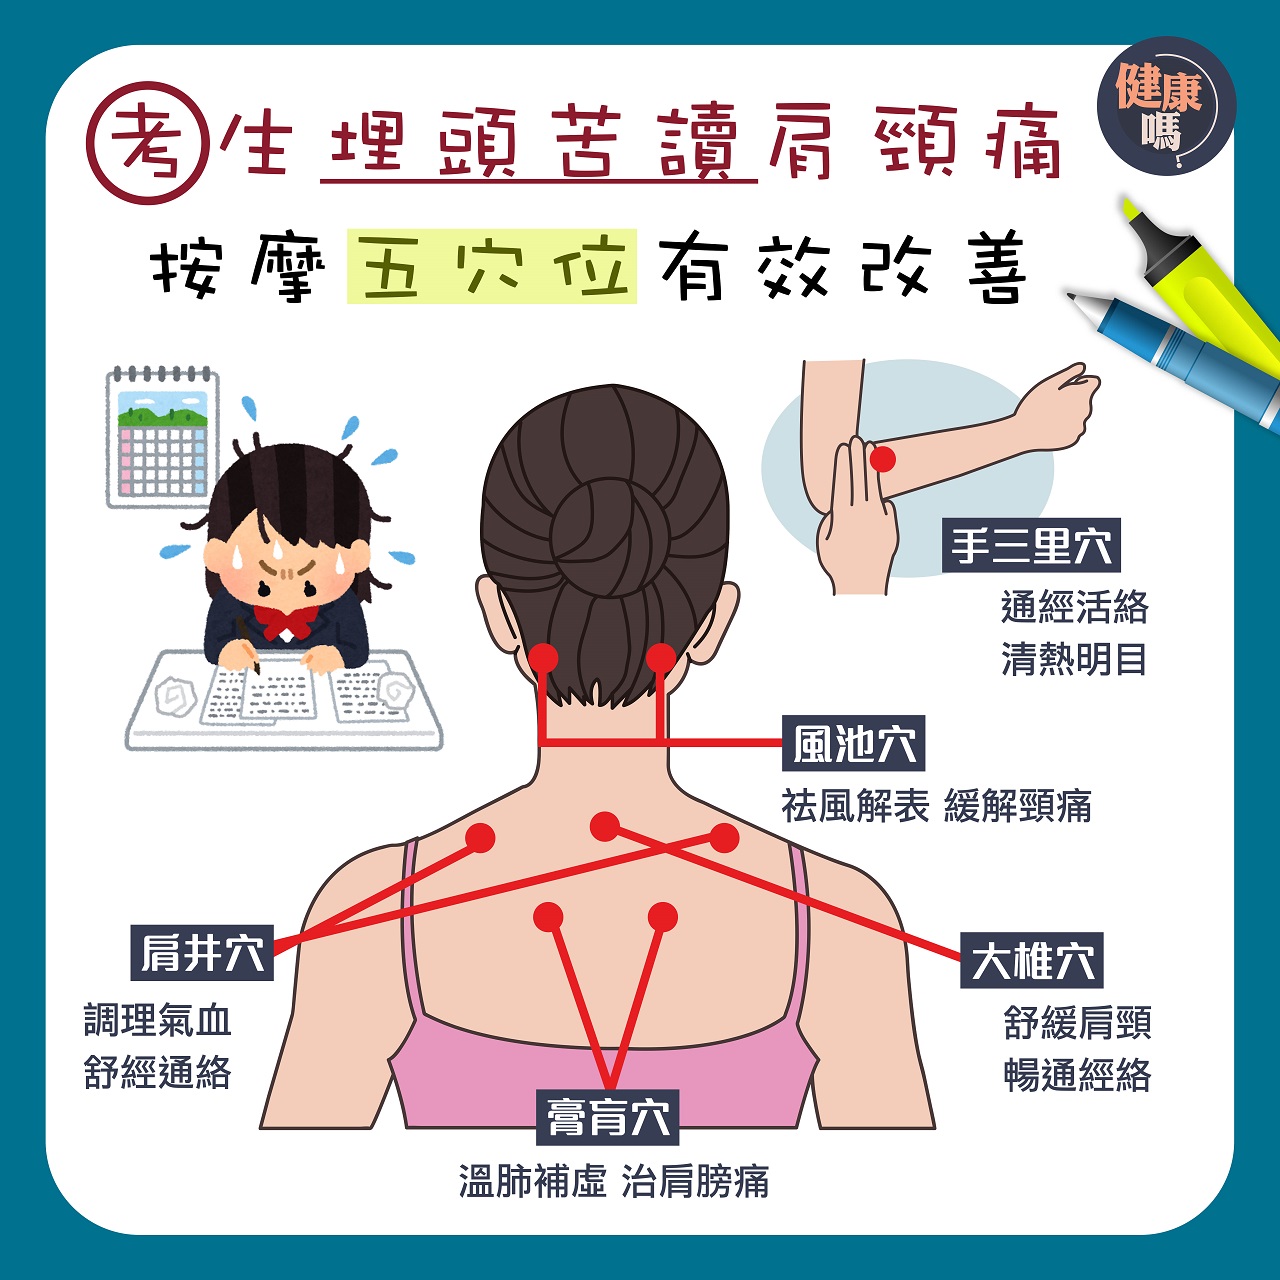 健康
嗎?
考生埋頭苦讀肩頸痛
按摩五穴位有效改善
手三里穴
通經活絡
清熱明目
風池穴
祛風解表 緩解頸痛
肩井穴
調理氣血
舒經通絡
大椎穴
舒緩肩頸
暢通經絡
膏肓穴
溫肺補虛 治肩膀痛